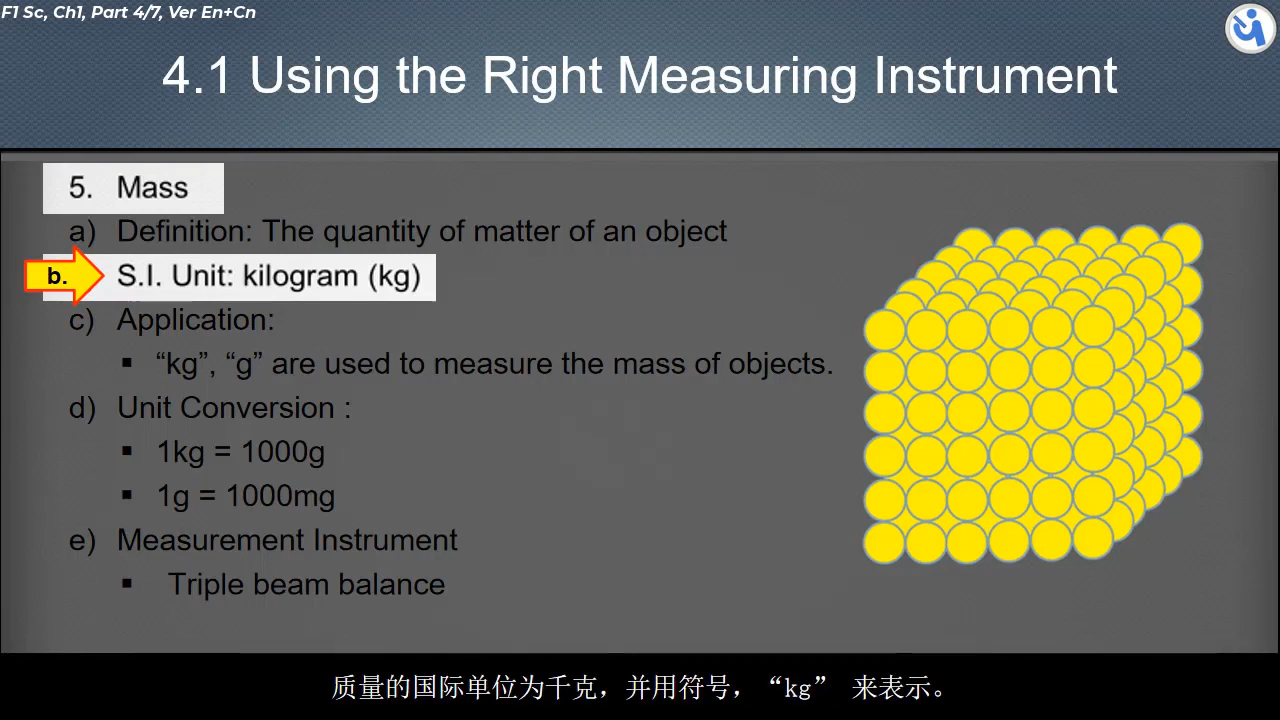 F1 Sc, Ch1, Part 4/7, Ver En+Cn
4.1 Using the Right Measuring Instrument
5. Mass
a) Definition: The quantity of matter of an object
b. S.I. Unit: kilogram (kg)
c) Application:
▪ “kg”, “g” are used to measure the mass of objects.
d) Unit Conversion :
▪ 1kg = 1000g
▪ 1g = 1000mg
e) Measurement Instrument
▪ Triple beam balance
质量的国际单位为千克，并用符号，“kg” 来表示。